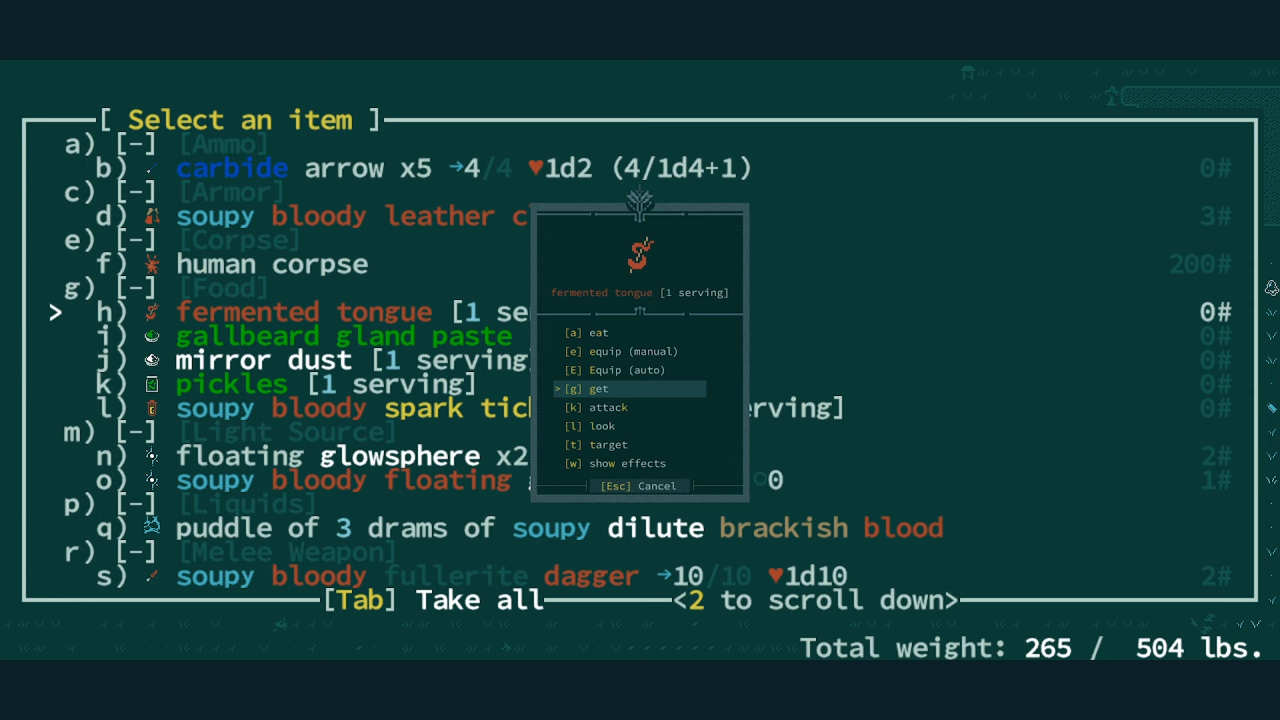 [ Select an item ]
a) [-] [Ammo]
b) carbide arrow x5 →4/4 ♥1d2 (4/1d4+1) 0#
c) [-] [Armor]
d) soupy bloody leather c 3#
e) [-] [Corpse]
f) human corpse 200#
g) [-] [Food]
> h) fermented tongue [1 se 0#
i) gallbeard gland paste 0#
j) mirror dust [1 serving] 0#
k) pickles [1 serving] 0#
l) soupy bloody spark tic erving] 0#
m) [-] [Light Source]
n) floating glowsphere x2 2#
o) soupy bloody floating g ○0 1#
p) [-] [Liquids]
q) puddle of 3 drams of soupy dilute brackish blood
r) [-] [Melee Weapon]
s) soupy bloody fullerite dagger →10/10 ♥1d10 2#
[Tab] Take all <2 to scroll down>
Total weight: 265 / 504 lbs.
fermented tongue [1 serving]
[a] eat
[e] equip (manual)
[E] Equip (auto)
> [g] get
[k] attack
[l] look
[t] target
[w] show effects
[Esc] Cancel